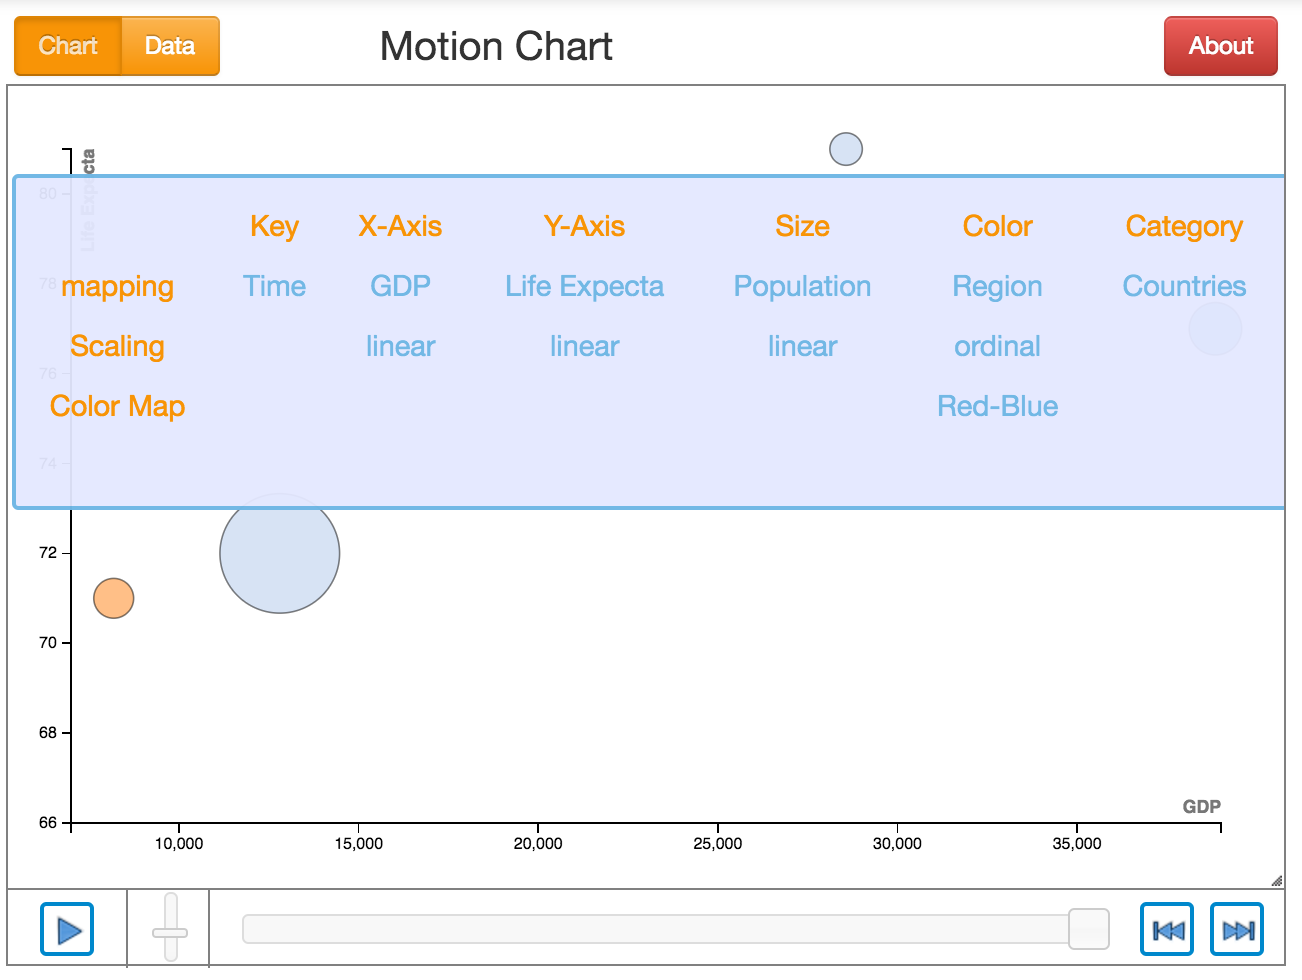 Chart Data Motion Chart About
Life Expecta
80
Key X-Axis Y-Axis Size Color Category
78
mapping Time GDP Life Expecta Population Region Countries
Scaling linear linear linear ordinal
76
Color Map Red-Blue
74
72
70
68
GDP
66
10,000 15,000 20,000 25,000 30,000 35,000